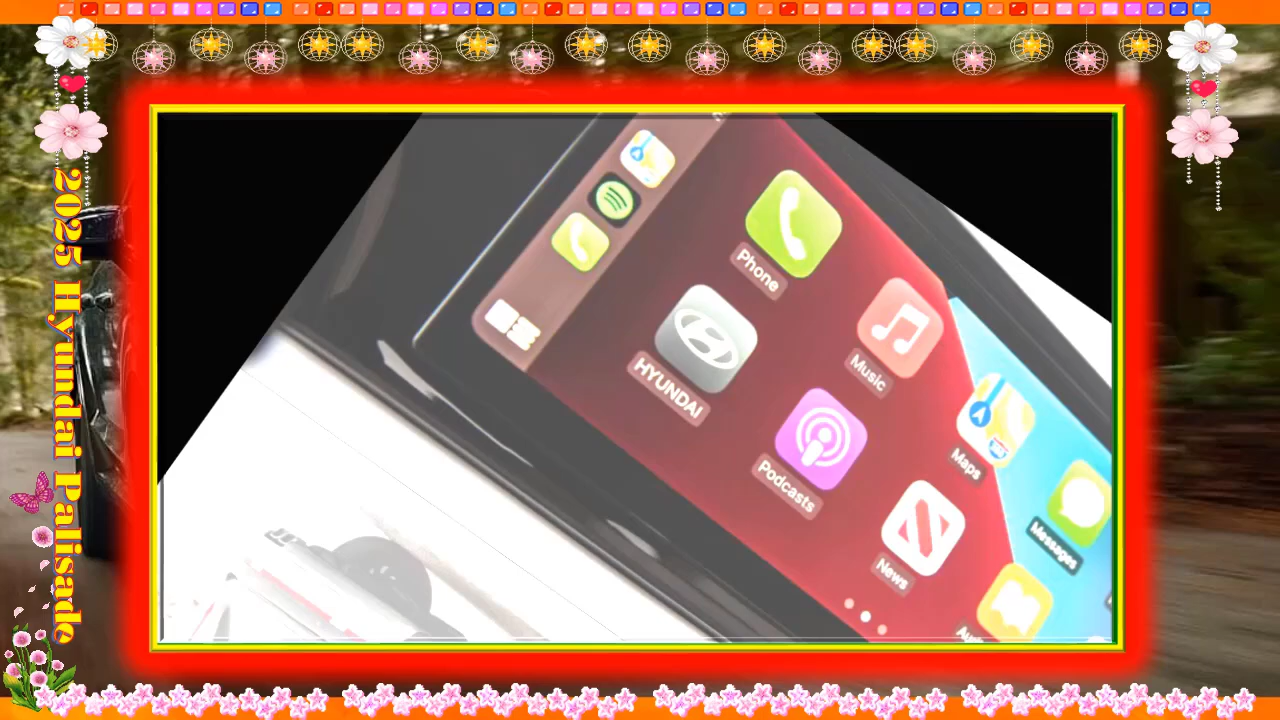 2025 Hyundai Palisade
Phone
Music
HYUNDAI
Maps
Podcasts
Messages
News